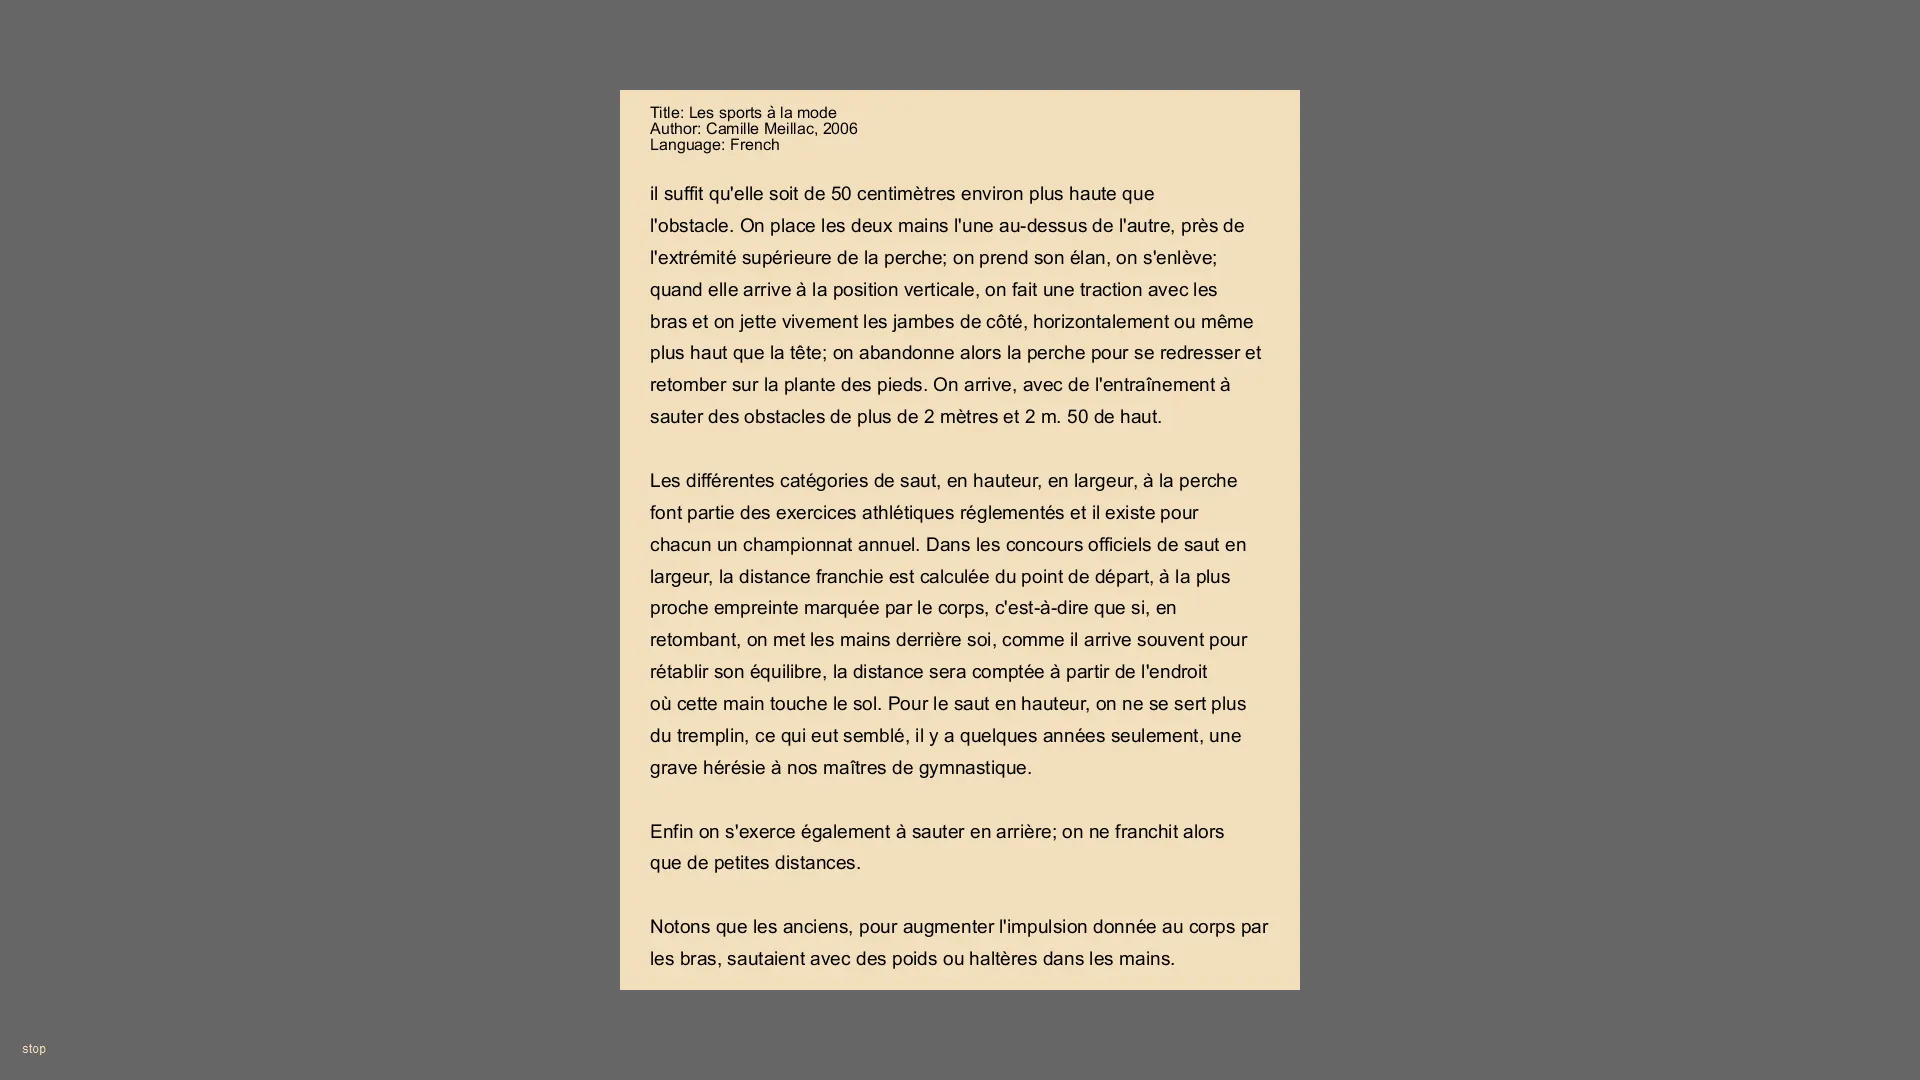 Title: Les sports à la mode
Author: Camille Meillac, 2006
Language: French
il suffit qu'elle soit de 50 centimètres environ plus haute que
l'obstacle. On place les deux mains l'une au-dessus de l'autre, près de
l'extrémité supérieure de la perche; on prend son élan, on s'enlève;
quand elle arrive à la position verticale, on fait une traction avec les
bras et on jette vivement les jambes de côté, horizontalement ou même
plus haut que la tête; on abandonne alors la perche pour se redresser et
retomber sur la plante des pieds. On arrive, avec de l'entraînement à
sauter des obstacles de plus de 2 mètres et 2 m. 50 de haut.
Les différentes catégories de saut, en hauteur, en largeur, à la perche
font partie des exercices athlétiques réglementés et il existe pour
chacun un championnat annuel. Dans les concours officiels de saut en
largeur, la distance franchie est calculée du point de départ, à la plus
proche empreinte marquée par le corps, c'est-à-dire que si, en
retombant, on met les mains derrière soi, comme il arrive souvent pour
rétablir son équilibre, la distance sera comptée à partir de l'endroit
où cette main touche le sol. Pour le saut en hauteur, on ne se sert plus
du tremplin, ce qui eut semblé, il y a quelques années seulement, une
grave hérésie à nos maîtres de gymnastique.
Enfin on s'exerce également à sauter en arrière; on ne franchit alors
que de petites distances.
Notons que les anciens, pour augmenter l'impulsion donnée au corps par
les bras, sautaient avec des poids ou haltères dans les mains.
stop